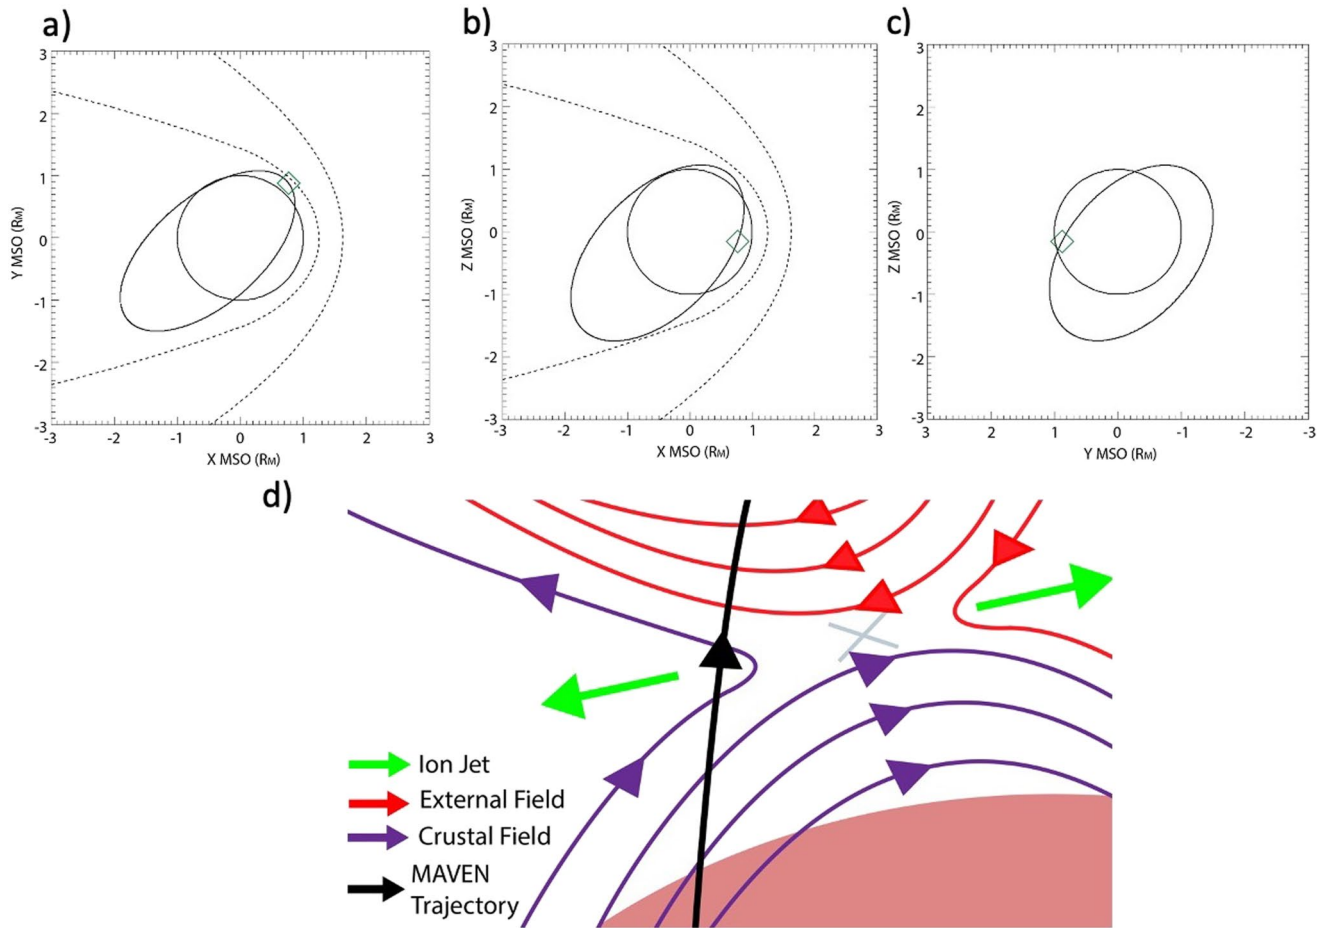 a)
3
2
1
0
-1
-2
-3
Y MSO (RM)
-3
-2
-1
0
1
2
3
X MSO (RM)
b)
3
2
1
0
-1
-2
-3
Z MSO (RM)
-3
-2
-1
0
1
2
3
X MSO (RM)
c)
3
2
1
0
-1
-2
-3
Z MSO (RM)
3
2
1
0
-1
-2
-3
Y MSO (RM)
d)
Ion Jet
External Field
Crustal Field
MAVEN
Trajectory